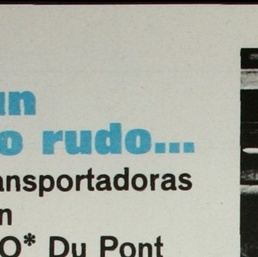 un
o rudo...
ansportadoras
n
O* Du Pont